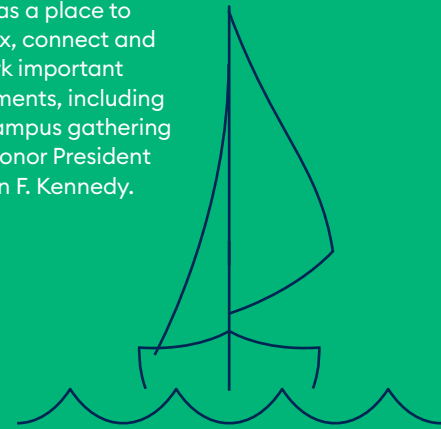 as a place to
x, connect and
k important
ments, including
ampus gathering
onor President
n F. Kennedy.